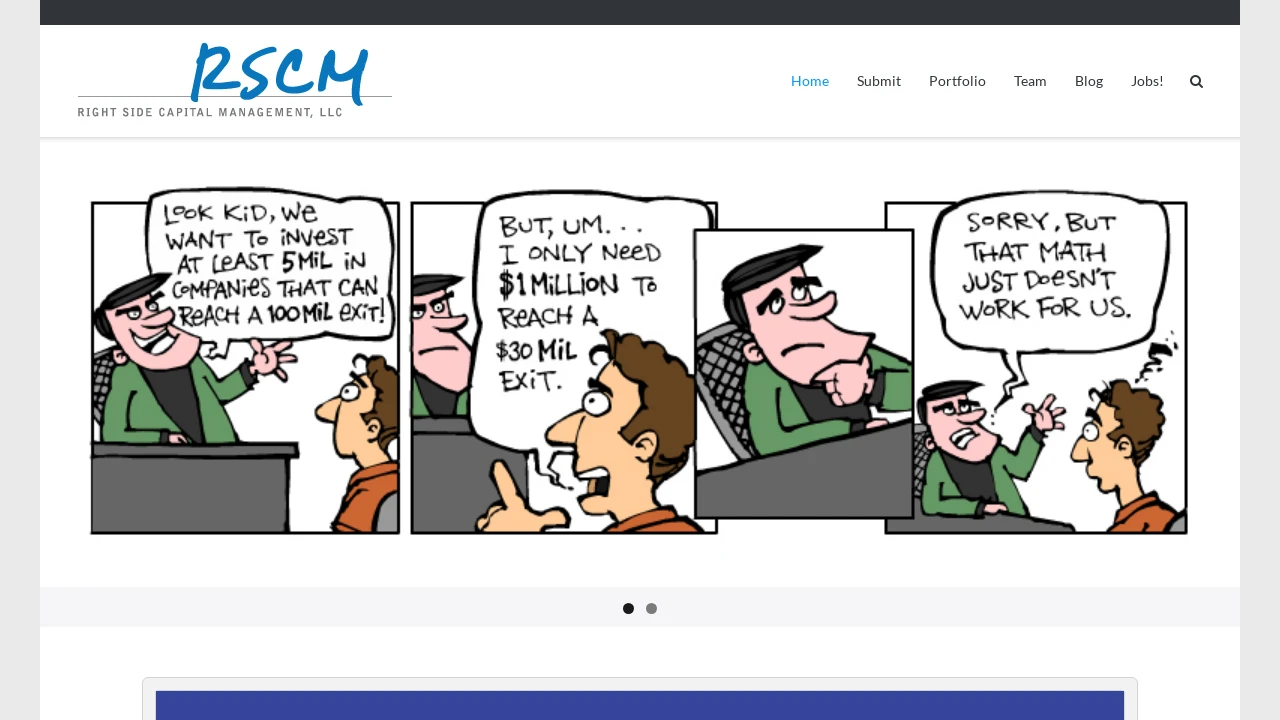 RSCM
RIGHT SIDE CAPITAL MANAGEMENT, LLC
Home Submit Portfolio Team Blog Jobs!
LOOK KID, WE
WANT TO INVEST
AT LEAST 5 MIL IN
COMPANIES THAT CAN
REACH A 100 MIL EXIT!
BUT, UM. . .
I ONLY NEED
$1 MILLION TO
REACH A
$30 MIL
EXIT.
SORRY, BUT
THAT MATH
JUST DOESN'T
WORK FOR US.